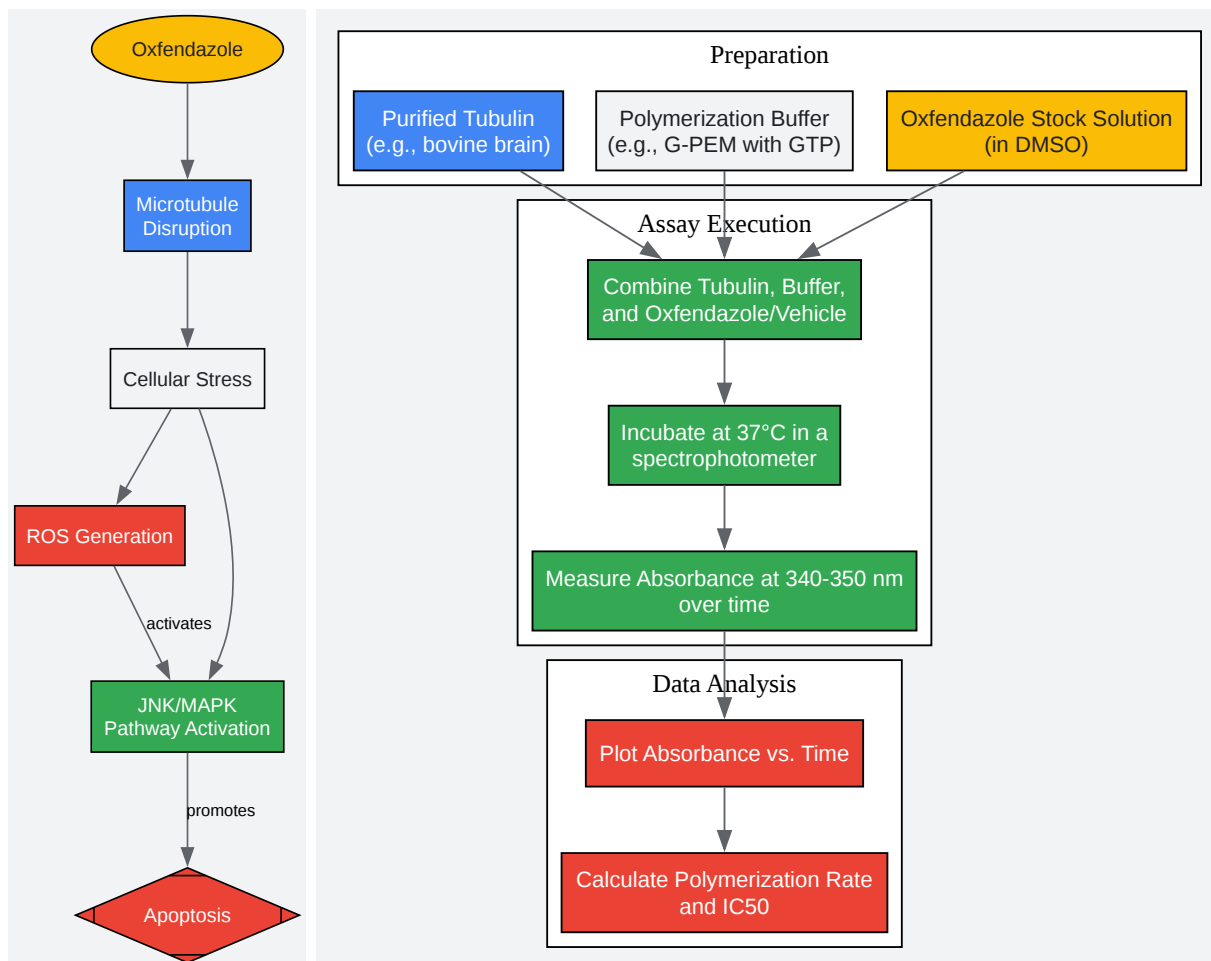 Oxfendazole
Microtubule
Disruption
Cellular Stress
ROS Generation
activates
JNK/MAPK
Pathway Activation
promotes
Apoptosis
Preparation
Purified Tubulin
(e.g., bovine brain)
Polymerization Buffer
(e.g., G-PEM with GTP)
Oxfendazole Stock Solution
(in DMSO)
Assay Execution
Combine Tubulin, Buffer,
and Oxfendazole/Vehicle
Incubate at 37°C in a
spectrophotometer
Measure Absorbance at 340-350 nm
over time
Data Analysis
Plot Absorbance vs. Time
Calculate Polymerization Rate
and IC50